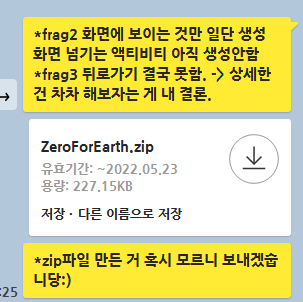 *frag2 화면에 보이는 것만 일단 생성
화면 넘기는 액티비티 아직 생성안함
*frag3 뒤로가기 결국 못함. -> 상세한
건 차차 해보자는 게 내 결론.
ZeroForEarth.zip
유효기간: ~2022.05.23
용량: 227.15KB
저장 · 다른 이름으로 저장
*zip파일 만든 거 혹시 모르니 보내겠습
니당:)
:25